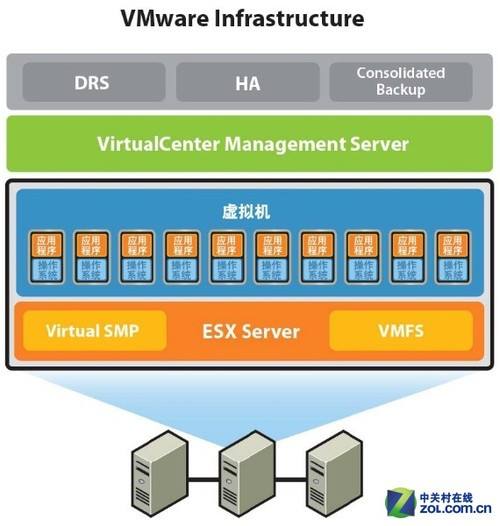 VMware Infrastructure
DRS
HA
Consolidated
Backup
VirtualCenter Management Server
虚拟机
应用 应用 应用 应用 应用 应用 应用 应用 应用 应用
程序 程序 程序 程序 程序 程序 程序 程序 程序 程序
操作 操作 操作 操作 操作 操作 操作 操作 操作 操作
系统 系统 系统 系统 系统 系统 系统 系统 系统 系统
Virtual SMP
ESX Server
VMFS
中关村在线
ZOL.com.cn